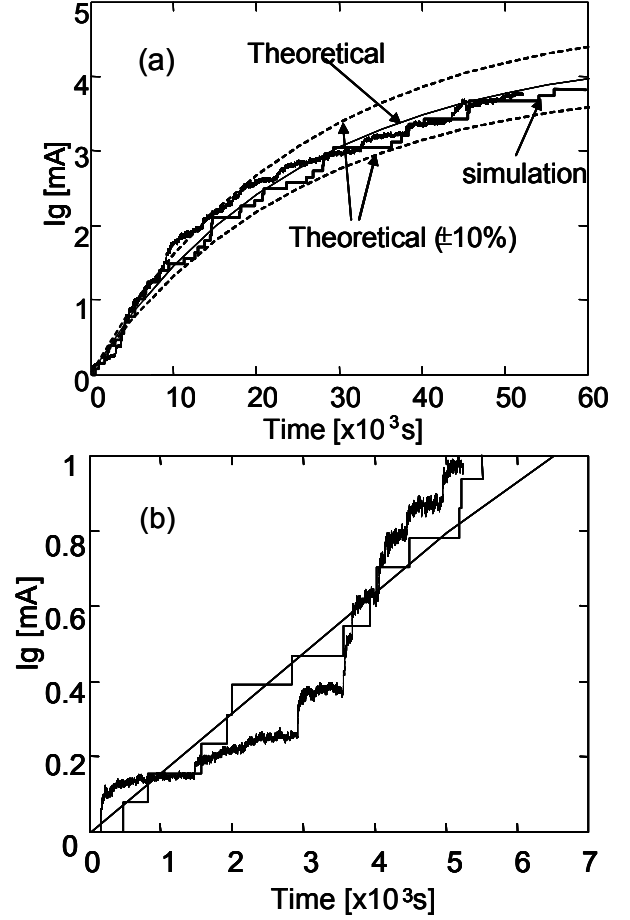 5
4
3
2
1
0
Ig [mA]
(a)
Theoretical
simulation
Theoretical (±10%)
0 10 20 30 40 50 60
Time [x10³s]
1
0.8
0.6
0.4
0.2
0
Ig [mA]
(b)
0 1 2 3 4 5 6 7
Time [x10³s]